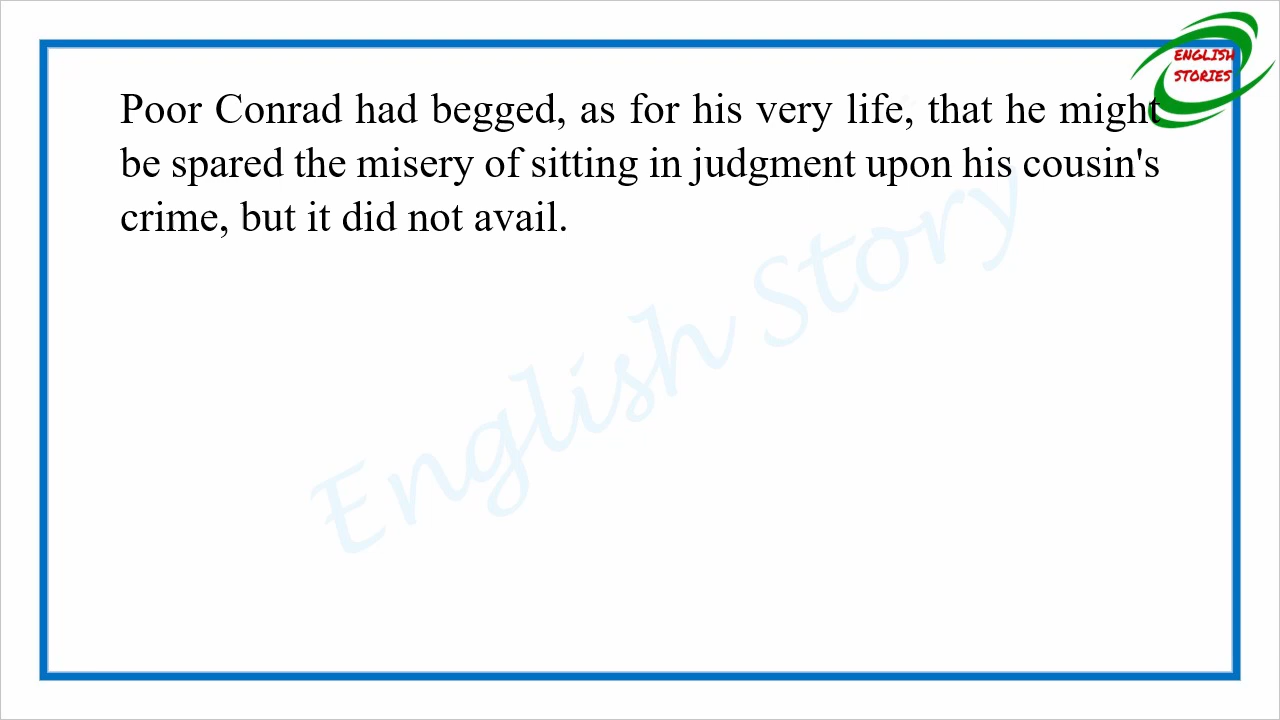 ENGLISH
STORIES
Poor Conrad had begged, as for his very life, that he might
be spared the misery of sitting in judgment upon his cousin's
crime, but it did not avail.
English Story